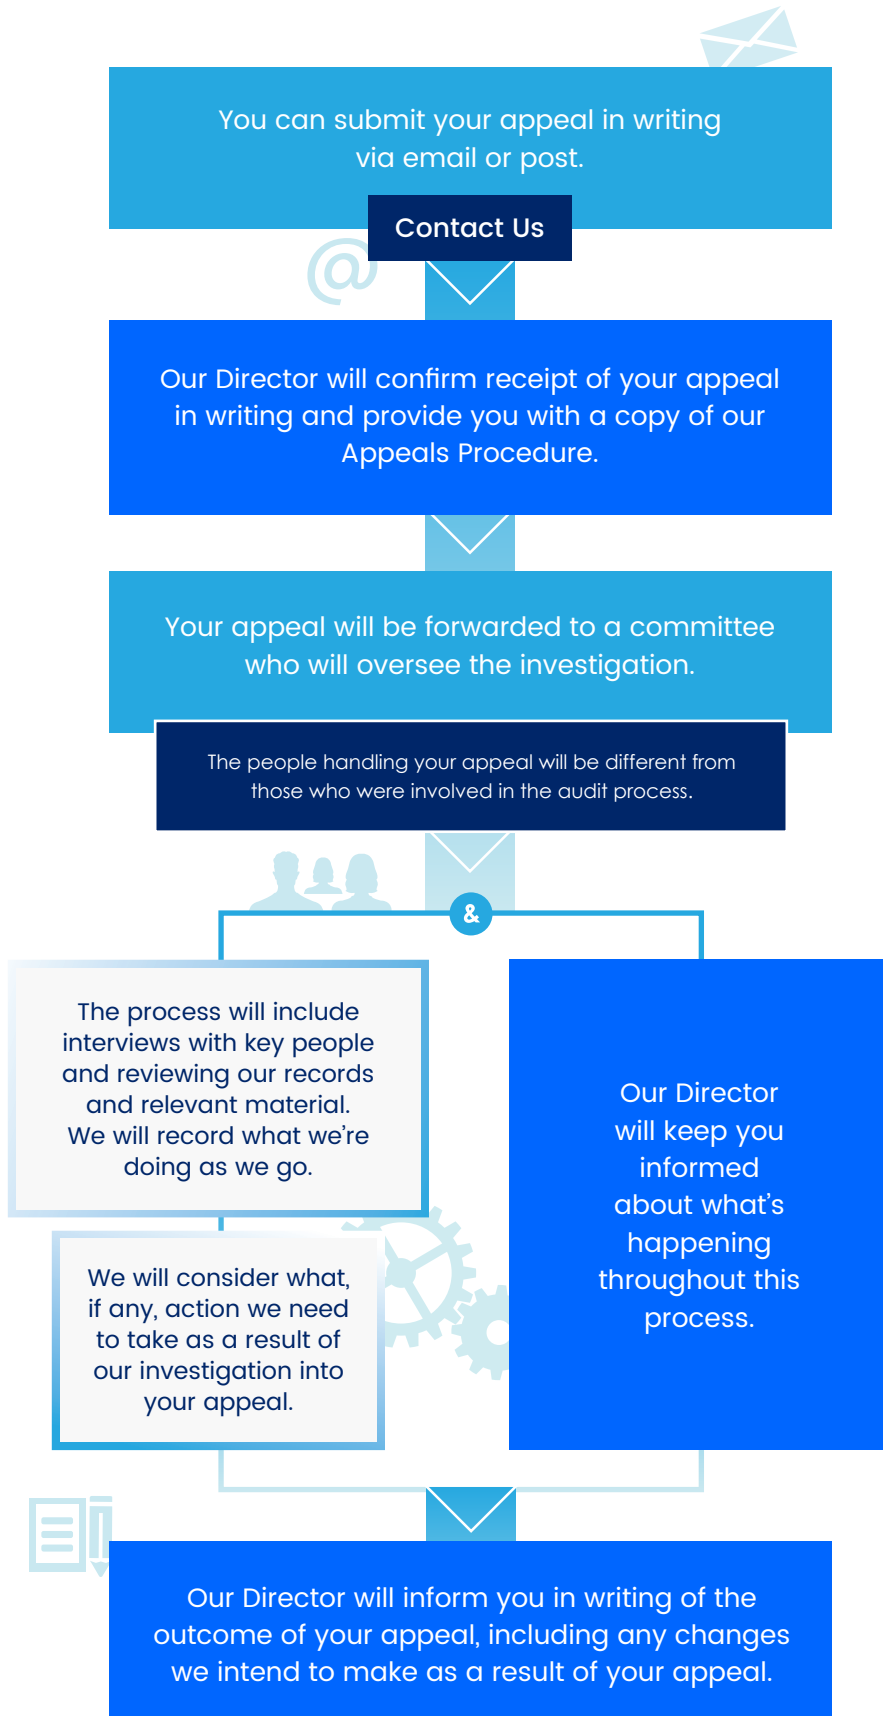 You can submit your appeal in writing
via email or post.
Contact Us
@
Our Director will confirm receipt of your appeal
in writing and provide you with a copy of our
Appeals Procedure.
Your appeal will be forwarded to a committee
who will oversee the investigation.
The people handling your appeal will be different from
those who were involved in the audit process.
&
The process will include
interviews with key people
and reviewing our records
and relevant material.
We will record what we’re
doing as we go.
We will consider what,
if any, action we need
to take as a result of
our investigation into
your appeal.
Our Director
will keep you
informed
about what’s
happening
throughout this
process.
Our Director will inform you in writing of the
outcome of your appeal, including any changes
we intend to make as a result of your appeal.